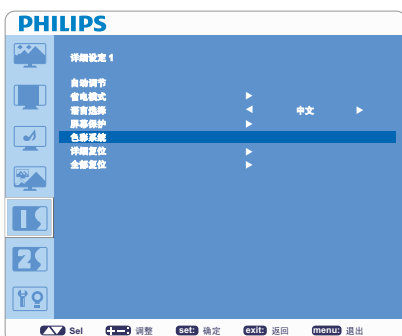 PHILIPS
详细设定 1
自动调节
省电模式
语言选择 中文
屏幕保护
色彩系统
详细复位
全部复位
Sel 调整 set: 确定 exit: 返回 menu: 退出